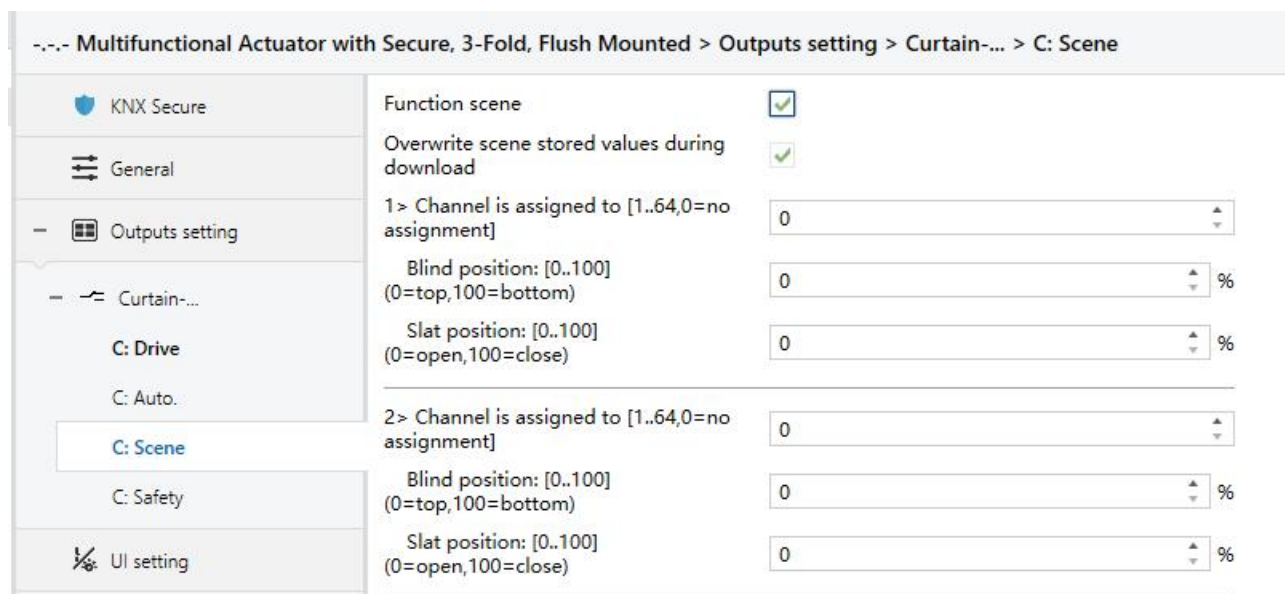 -.-.- Multifunctional Actuator with Secure, 3-Fold, Flush Mounted > Outputs setting > Curtain-... > C: Scene
KNX Secure
General
Outputs setting
Curtain-...
C: Drive
C: Auto.
C: Scene
C: Safety
UI setting
Function scene
Overwrite scene stored values during
download
1> Channel is assigned to [1..64,0=no
assignment]
0
Blind position: [0..100]
(0=top,100=bottom)
0 %
Slat position: [0..100]
(0=open,100=close)
0 %
2> Channel is assigned to [1..64,0=no
assignment]
0
Blind position: [0..100]
(0=top,100=bottom)
0 %
Slat position: [0..100]
(0=open,100=close)
0 %